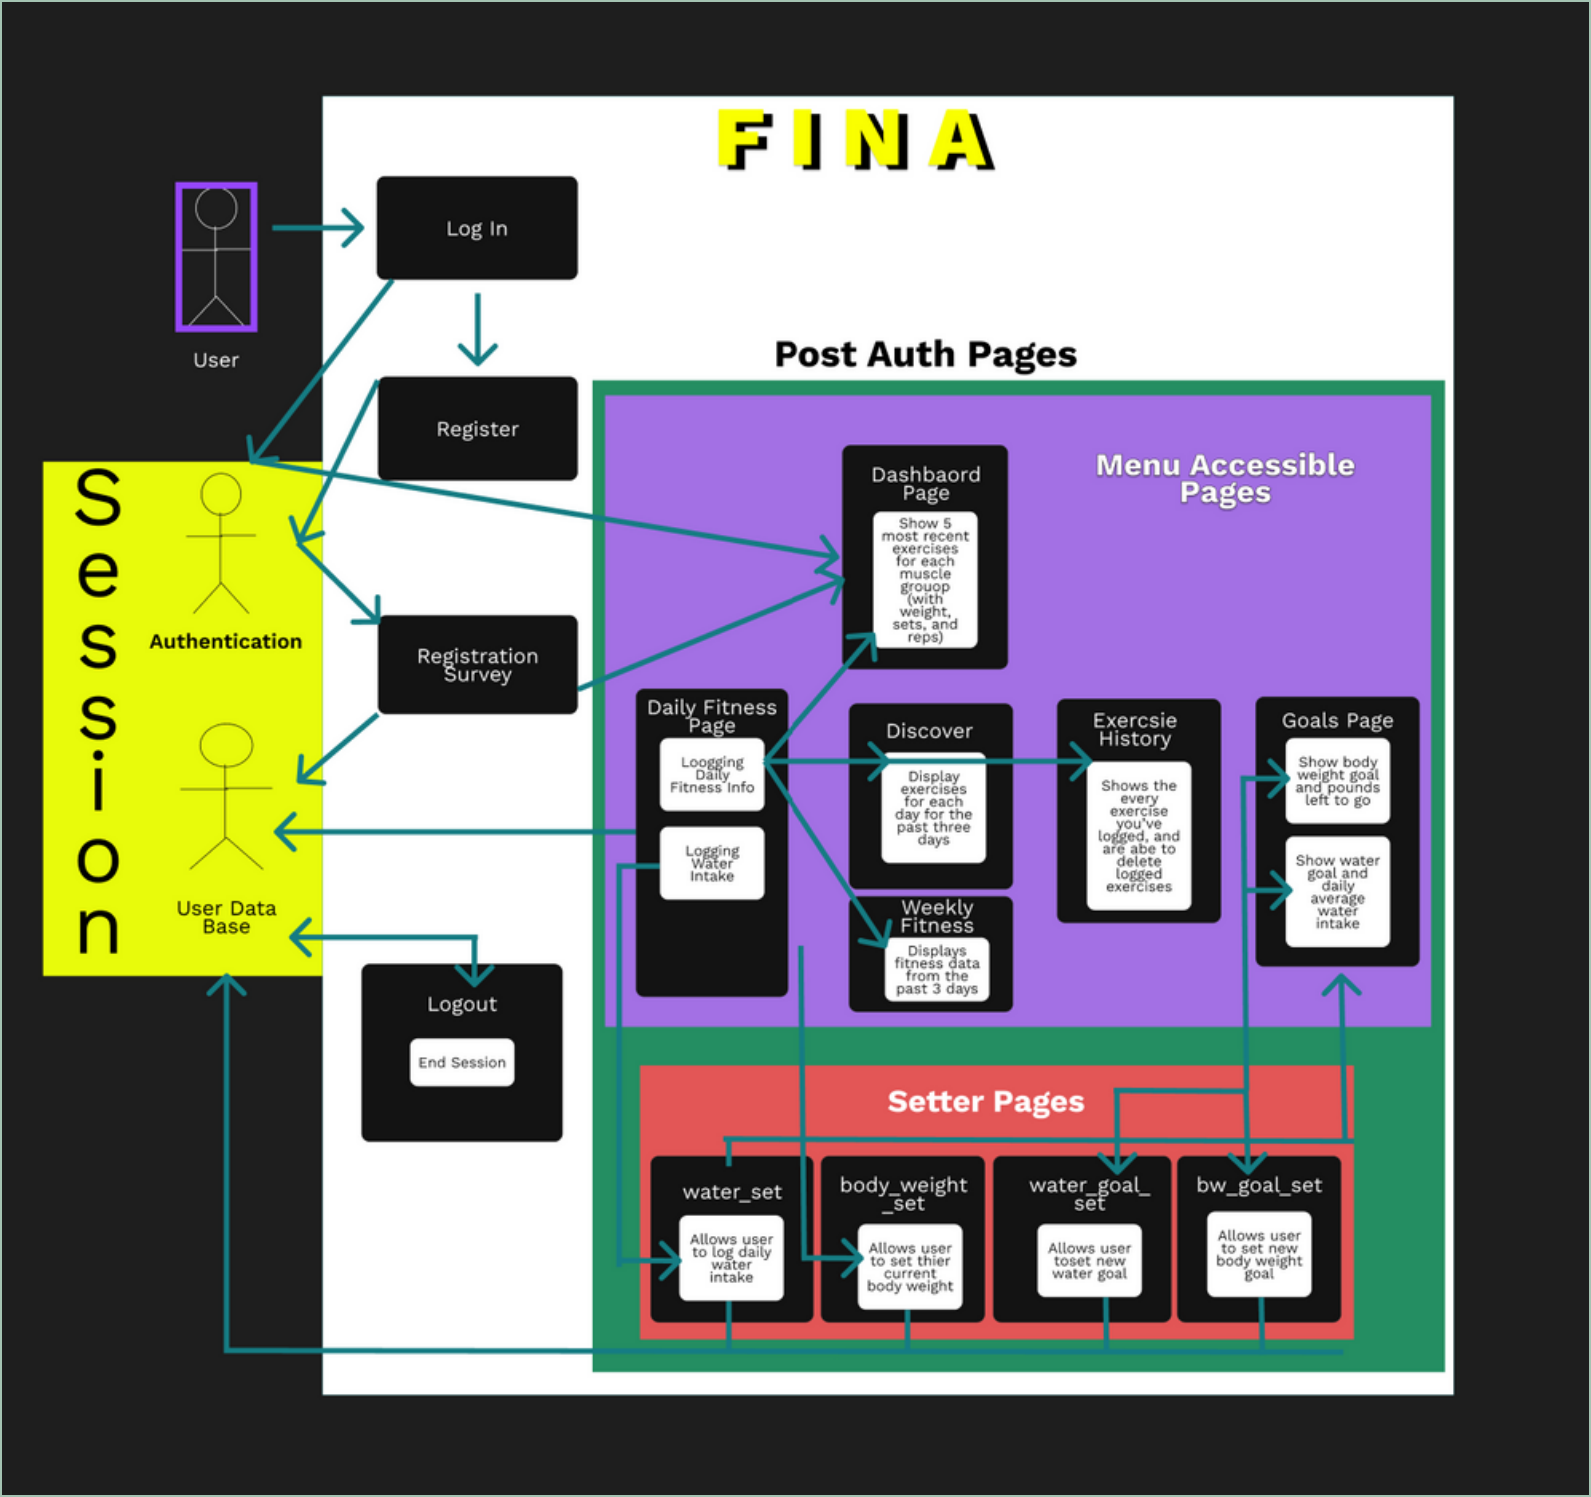 FINA
Log In
User
Register
Session
Authentication
Registration
Survey
User Data
Base
Logout
End Session
Post Auth Pages
Menu Accessible
Pages
Dashbaord
Page
Show 5
most recent
exercises
for each
muscle
grouop
(with
weight,
sets, and
reps)
Daily Fitness
Page
Loogging
Daily
Fitness Info
Logging
Water
Intake
Discover
Display
exercises
for each
day for the
past three
days
Weekly
Fitness
Displays
fitness data
from the
past 3 days
Exercsie
History
Shows the
every
exercise
you've
logged, and
are abe to
delete
logged
exercises
Goals Page
Show body
weight goal
and pounds
left to go
Show water
goal and
daily
average
water
intake
Setter Pages
water_set
Allows user
to log daily
water
intake
body_weight
_set
Allows user
to set thier
current
body weight
water_goal_
set
Allows user
toset new
water goal
bw_goal_set
Allows user
to set new
body weight
goal